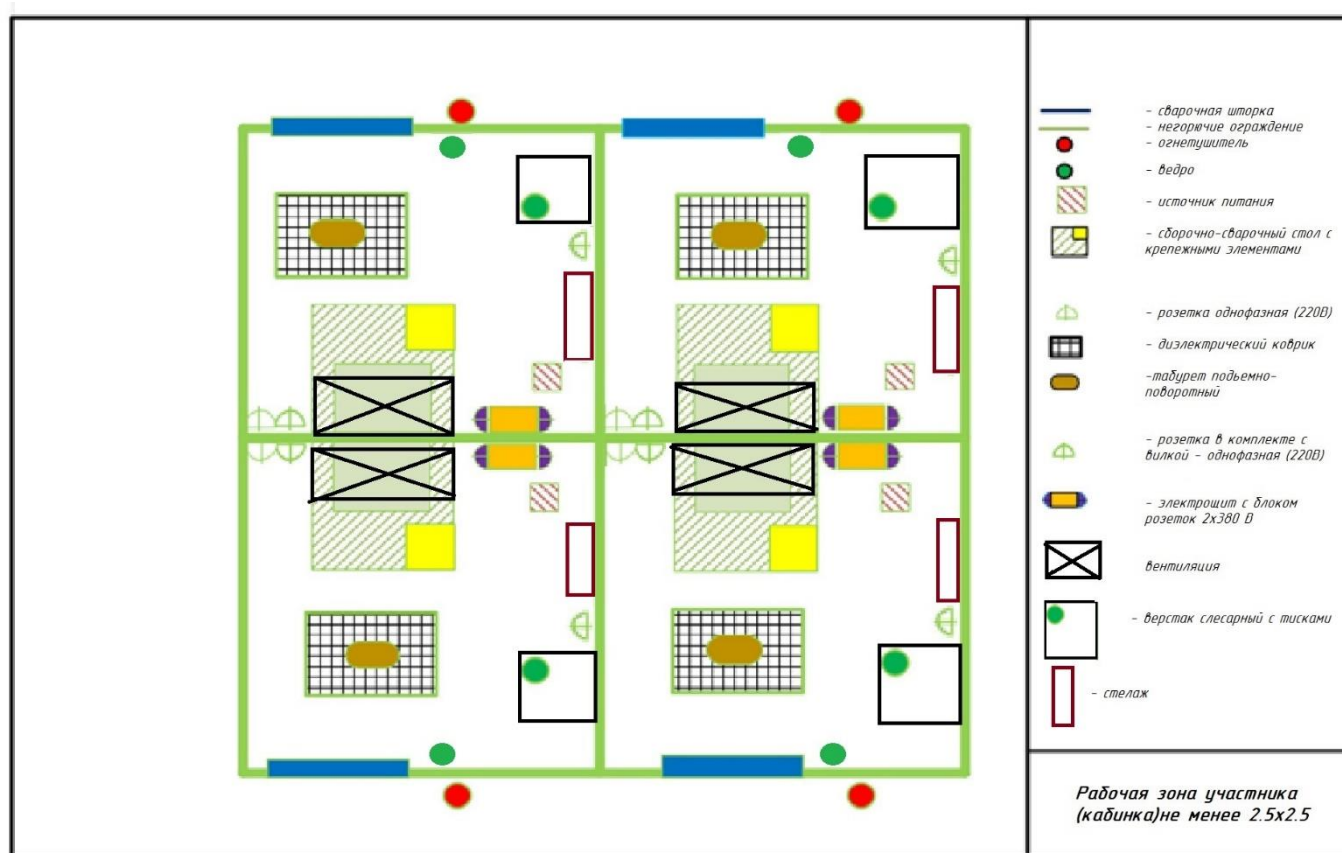 - сварочная шторка
- негорючие ограждение
- огнетушитель
- ведро
- источник питания
- сборочно-сварочный стол с
крепежными элементами
- розетка однофазная (220В)
- диэлектрический коврик
-табурет подьемно-
поворотный
- розетка в комплекте с
вилкой - однофазная (220В)
- электрощит с блоком
розеток 2х380 В
вентиляция
- верстак слесарный с тисками
- стелаж
Рабочая зона участника
(кабинка)не менее 2.5х2.5